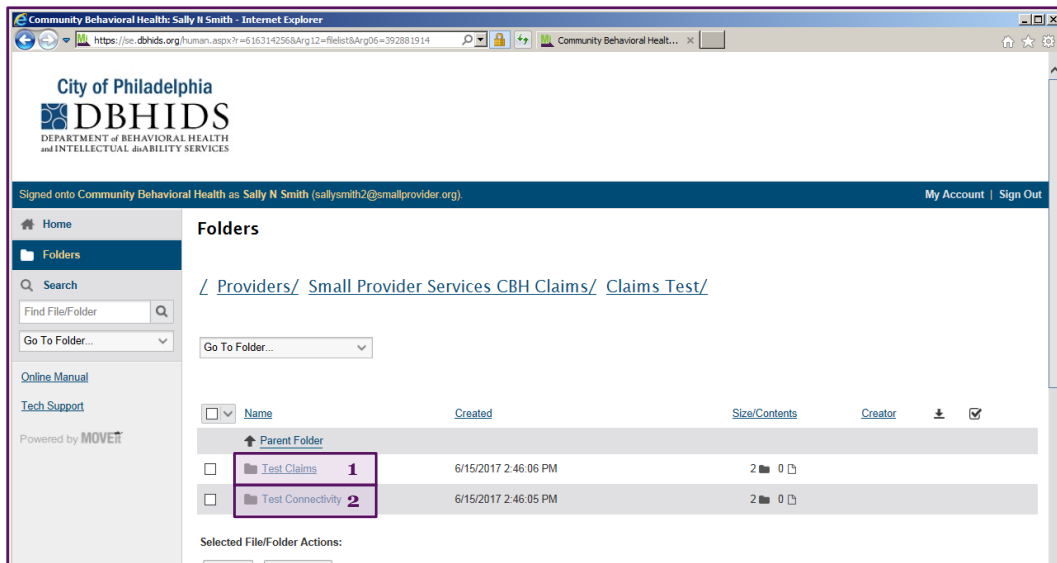 Community Behavioral Health: Sally N Smith - Internet Explorer
https://se.dbhids.org/human.aspx?r=616314256&Arg12=filelist&Arg06=392881914
Community Behavioral Healt...
City of Philadelphia
DBHIDS
DEPARTMENT of BEHAVIORAL HEALTH
and INTELLECTUAL disABILITY SERVICES
Signed onto Community Behavioral Health as Sally N Smith (sallysmith2@smallprovider.org).
My Account | Sign Out
Home
Folders
Search
Find File/Folder
Go To Folder...
Online Manual
Tech Support
Powered by MOVEit
Folders
/ Providers/ Small Provider Services CBH Claims/ Claims Test/
Go To Folder...
Name Created Size/Contents Creator
Parent Folder
Test Claims 1 6/15/2017 2:46:06 PM 2 0
Test Connectivity 2 6/15/2017 2:46:05 PM 2 0
Selected File/Folder Actions: